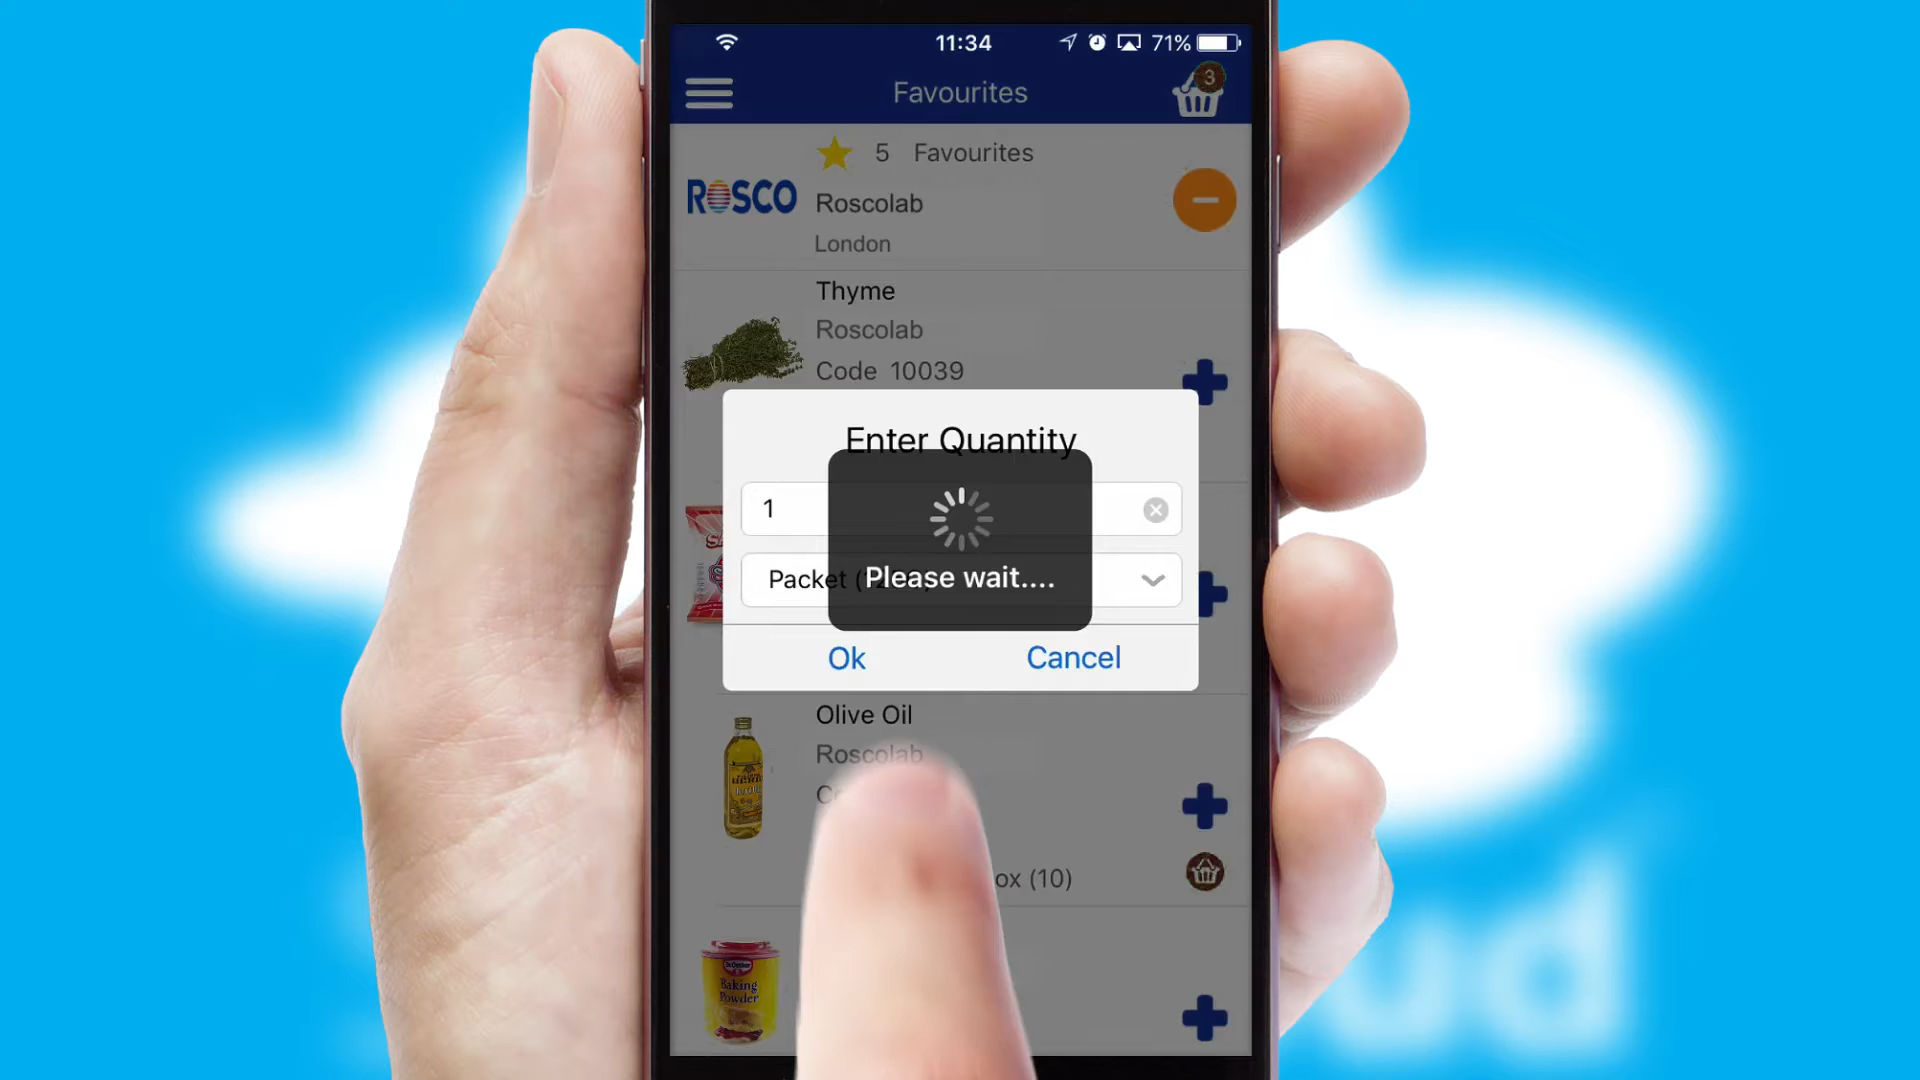 11:34
71%
Favourites
3
5 Favourites
ROSCO
Roscolab
London
Thyme
Roscolab
Code 10039
Enter Quantity
1
Packet
Please wait....
Ok
Cancel
Olive Oil
Roscolab
ox (10)
Baking
Powder
ud